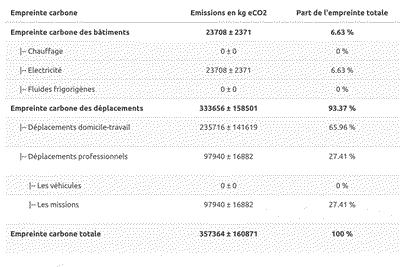 Empreinte carbone Emissions en kg eCO2 Part de l'empreinte totale
Empreinte carbone des bâtiments 23708 ± 2371 6.63 %
|-- Chauffage 0 ± 0 0 %
|-- Electricité 23708 ± 2371 6.63 %
|-- Fluides frigorigènes 0 ± 0 0 %
Empreinte carbone des déplacements 333656 ± 158501 93.37 %
|-- Déplacements domicile-travail 235716 ± 141619 65.96 %
|-- Déplacements professionnels 97940 ± 16882 27.41 %
|-- Les véhicules 0 ± 0 0 %
|-- Les missions 97940 ± 16882 27.41 %
Empreinte carbone totale 357364 ± 160871 100 %